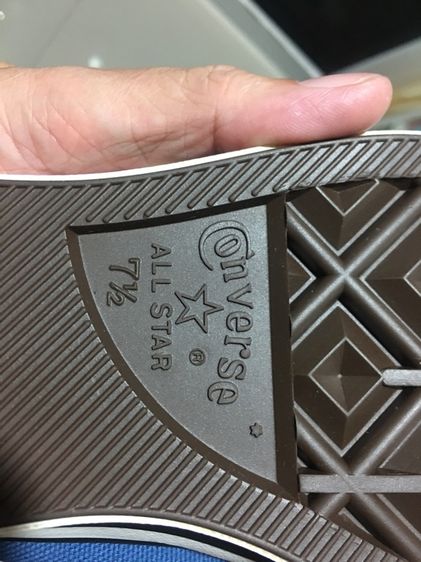 Converse
ALL ★ STAR
®
7½